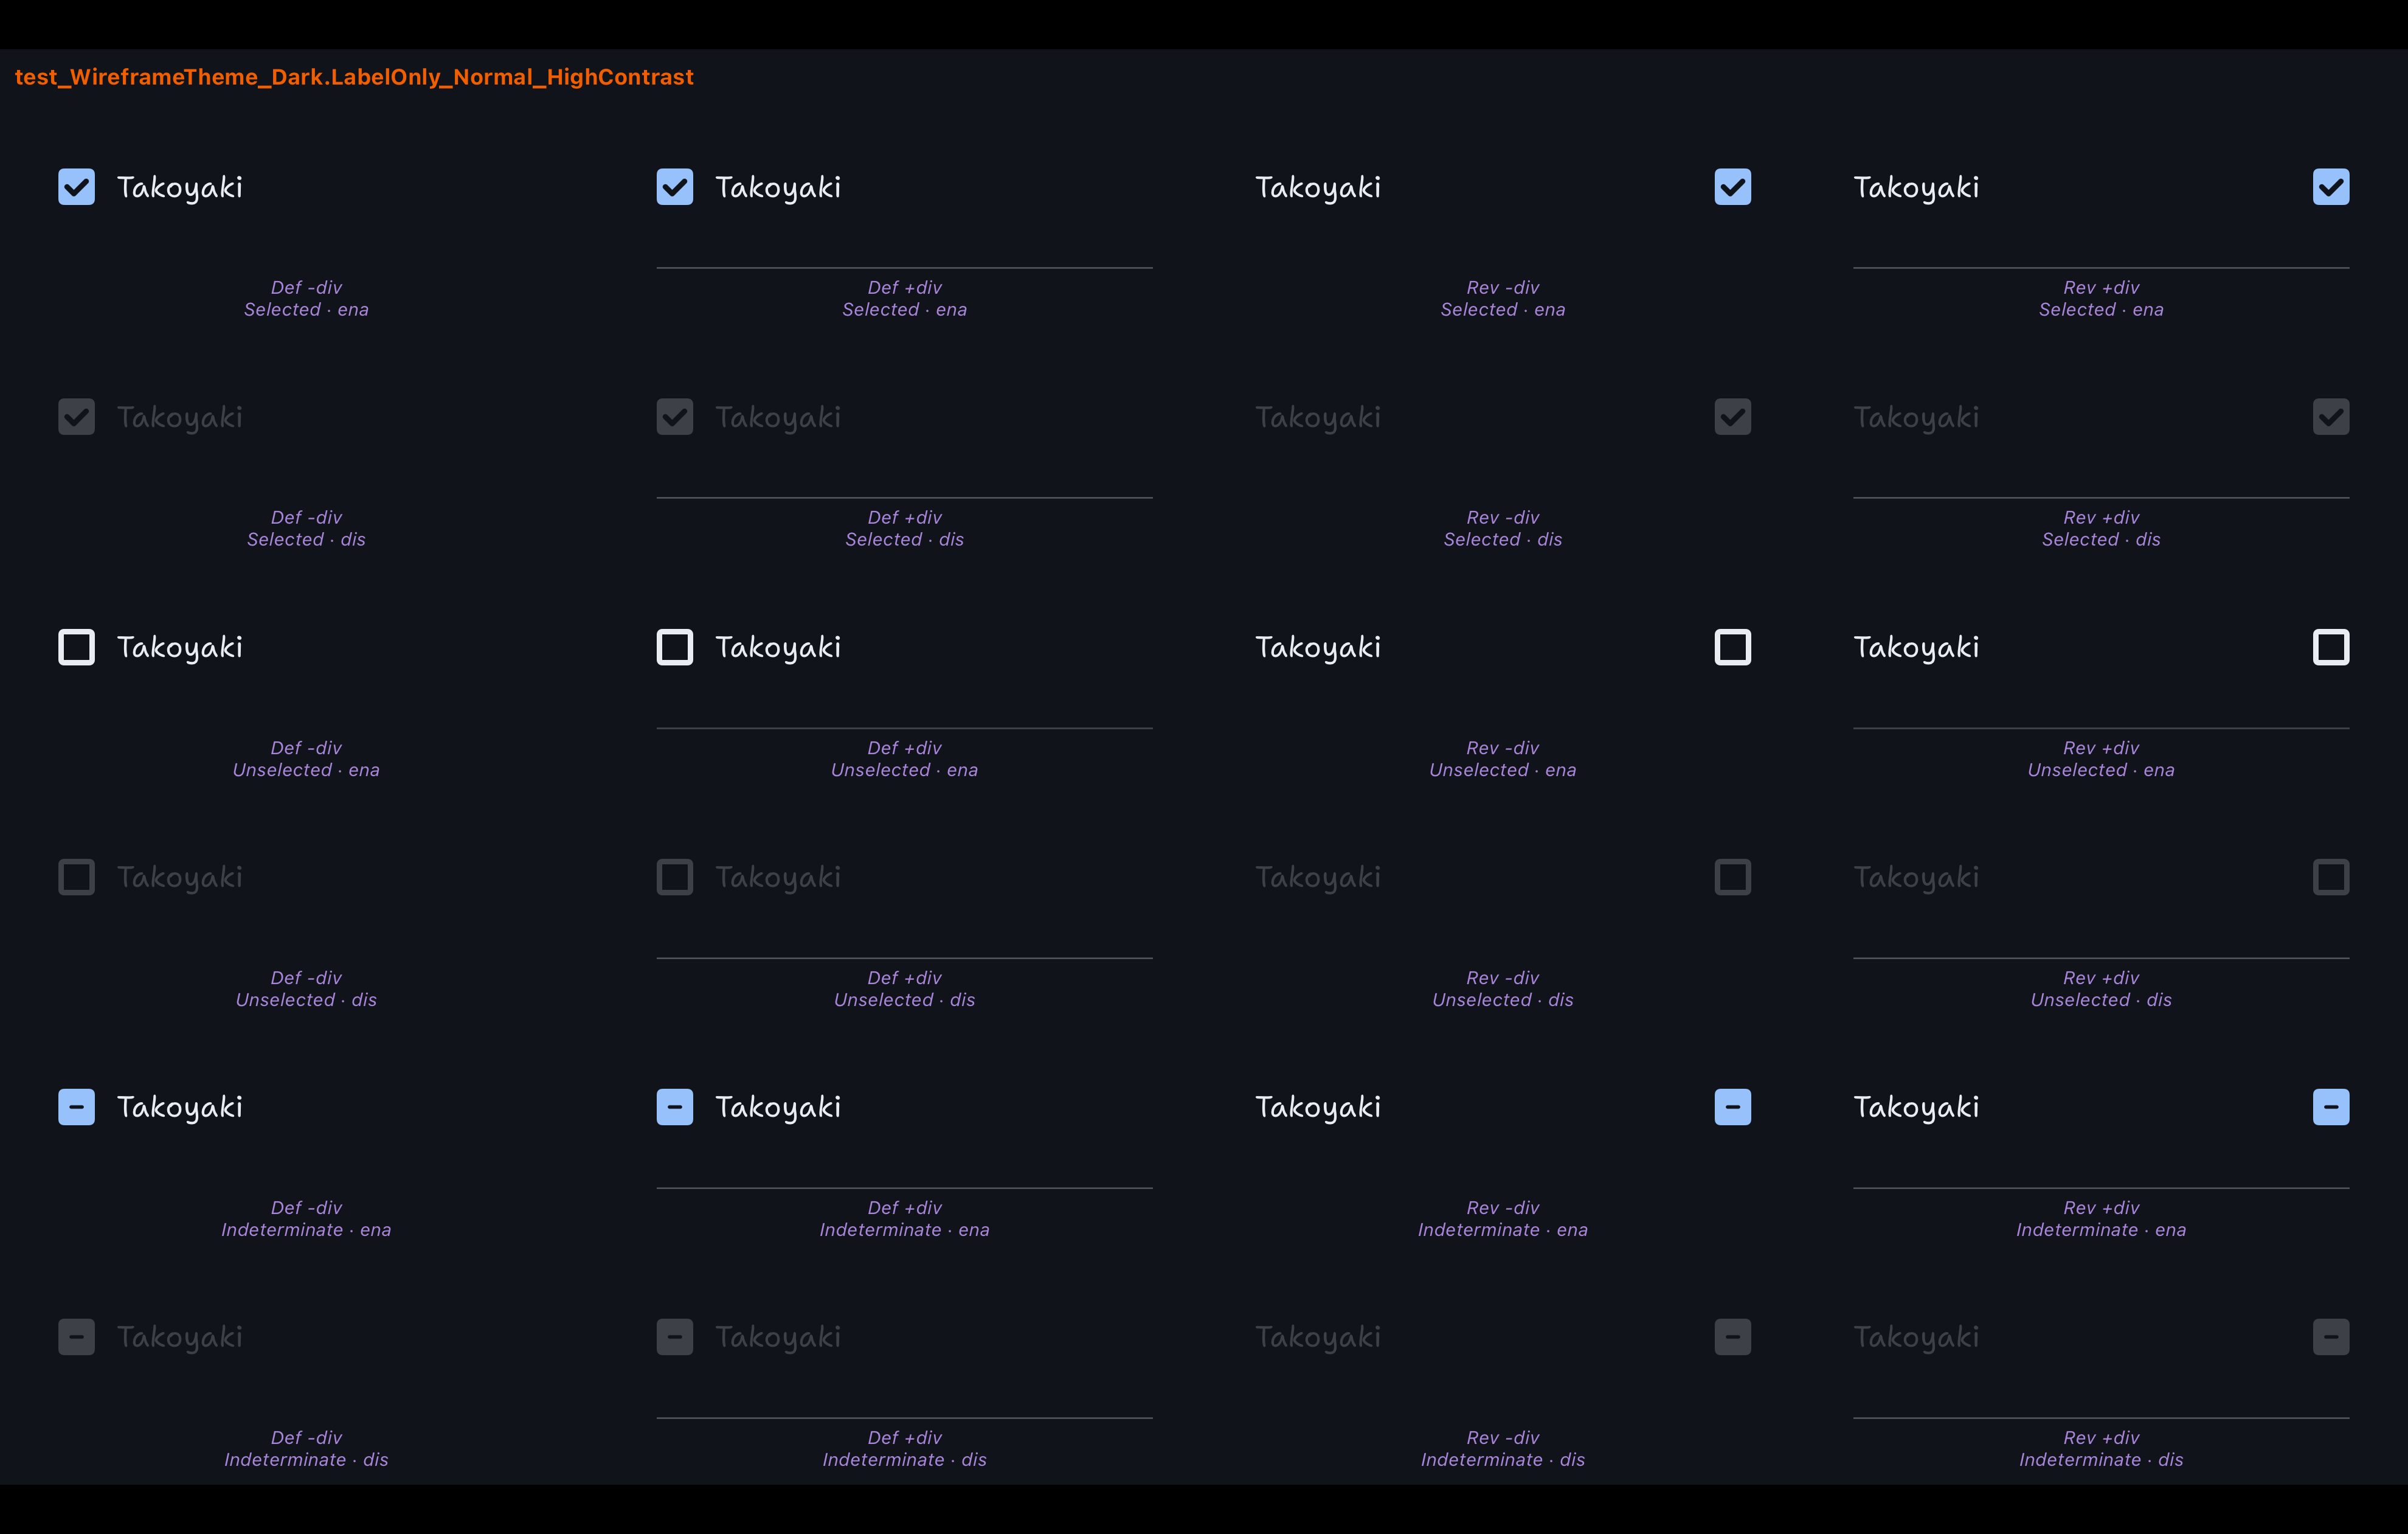 test_WireframeTheme_Dark.LabelOnly_Normal_HighContrast
Takoyaki
Takoyaki
Takoyaki
Takoyaki
Def -div
Selected · ena
Def +div
Selected · ena
Rev -div
Selected · ena
Rev +div
Selected · ena
Takoyaki
Takoyaki
Takoyaki
Takoyaki
Def -div
Selected · dis
Def +div
Selected · dis
Rev -div
Selected · dis
Rev +div
Selected · dis
Takoyaki
Takoyaki
Takoyaki
Takoyaki
Def -div
Unselected · ena
Def +div
Unselected · ena
Rev -div
Unselected · ena
Rev +div
Unselected · ena
Takoyaki
Takoyaki
Takoyaki
Takoyaki
Def -div
Unselected · dis
Def +div
Unselected · dis
Rev -div
Unselected · dis
Rev +div
Unselected · dis
Takoyaki
Takoyaki
Takoyaki
Takoyaki
Def -div
Indeterminate · ena
Def +div
Indeterminate · ena
Rev -div
Indeterminate · ena
Rev +div
Indeterminate · ena
Takoyaki
Takoyaki
Takoyaki
Takoyaki
Def -div
Indeterminate · dis
Def +div
Indeterminate · dis
Rev -div
Indeterminate · dis
Rev +div
Indeterminate · dis